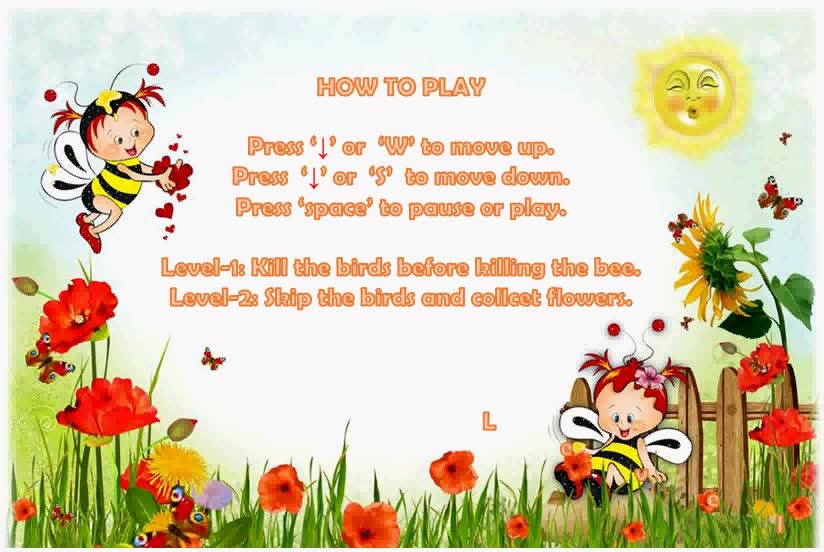 HOW TO PLAY
Press ‘↓’ or ‘W’ to move up.
Press ‘↓’ or ‘S’ to move down.
Press ‘space’ to pause or play.
Level-1: Kill the birds before killing the bee.
Level-2: Skip the birds and collcet flowers.
L